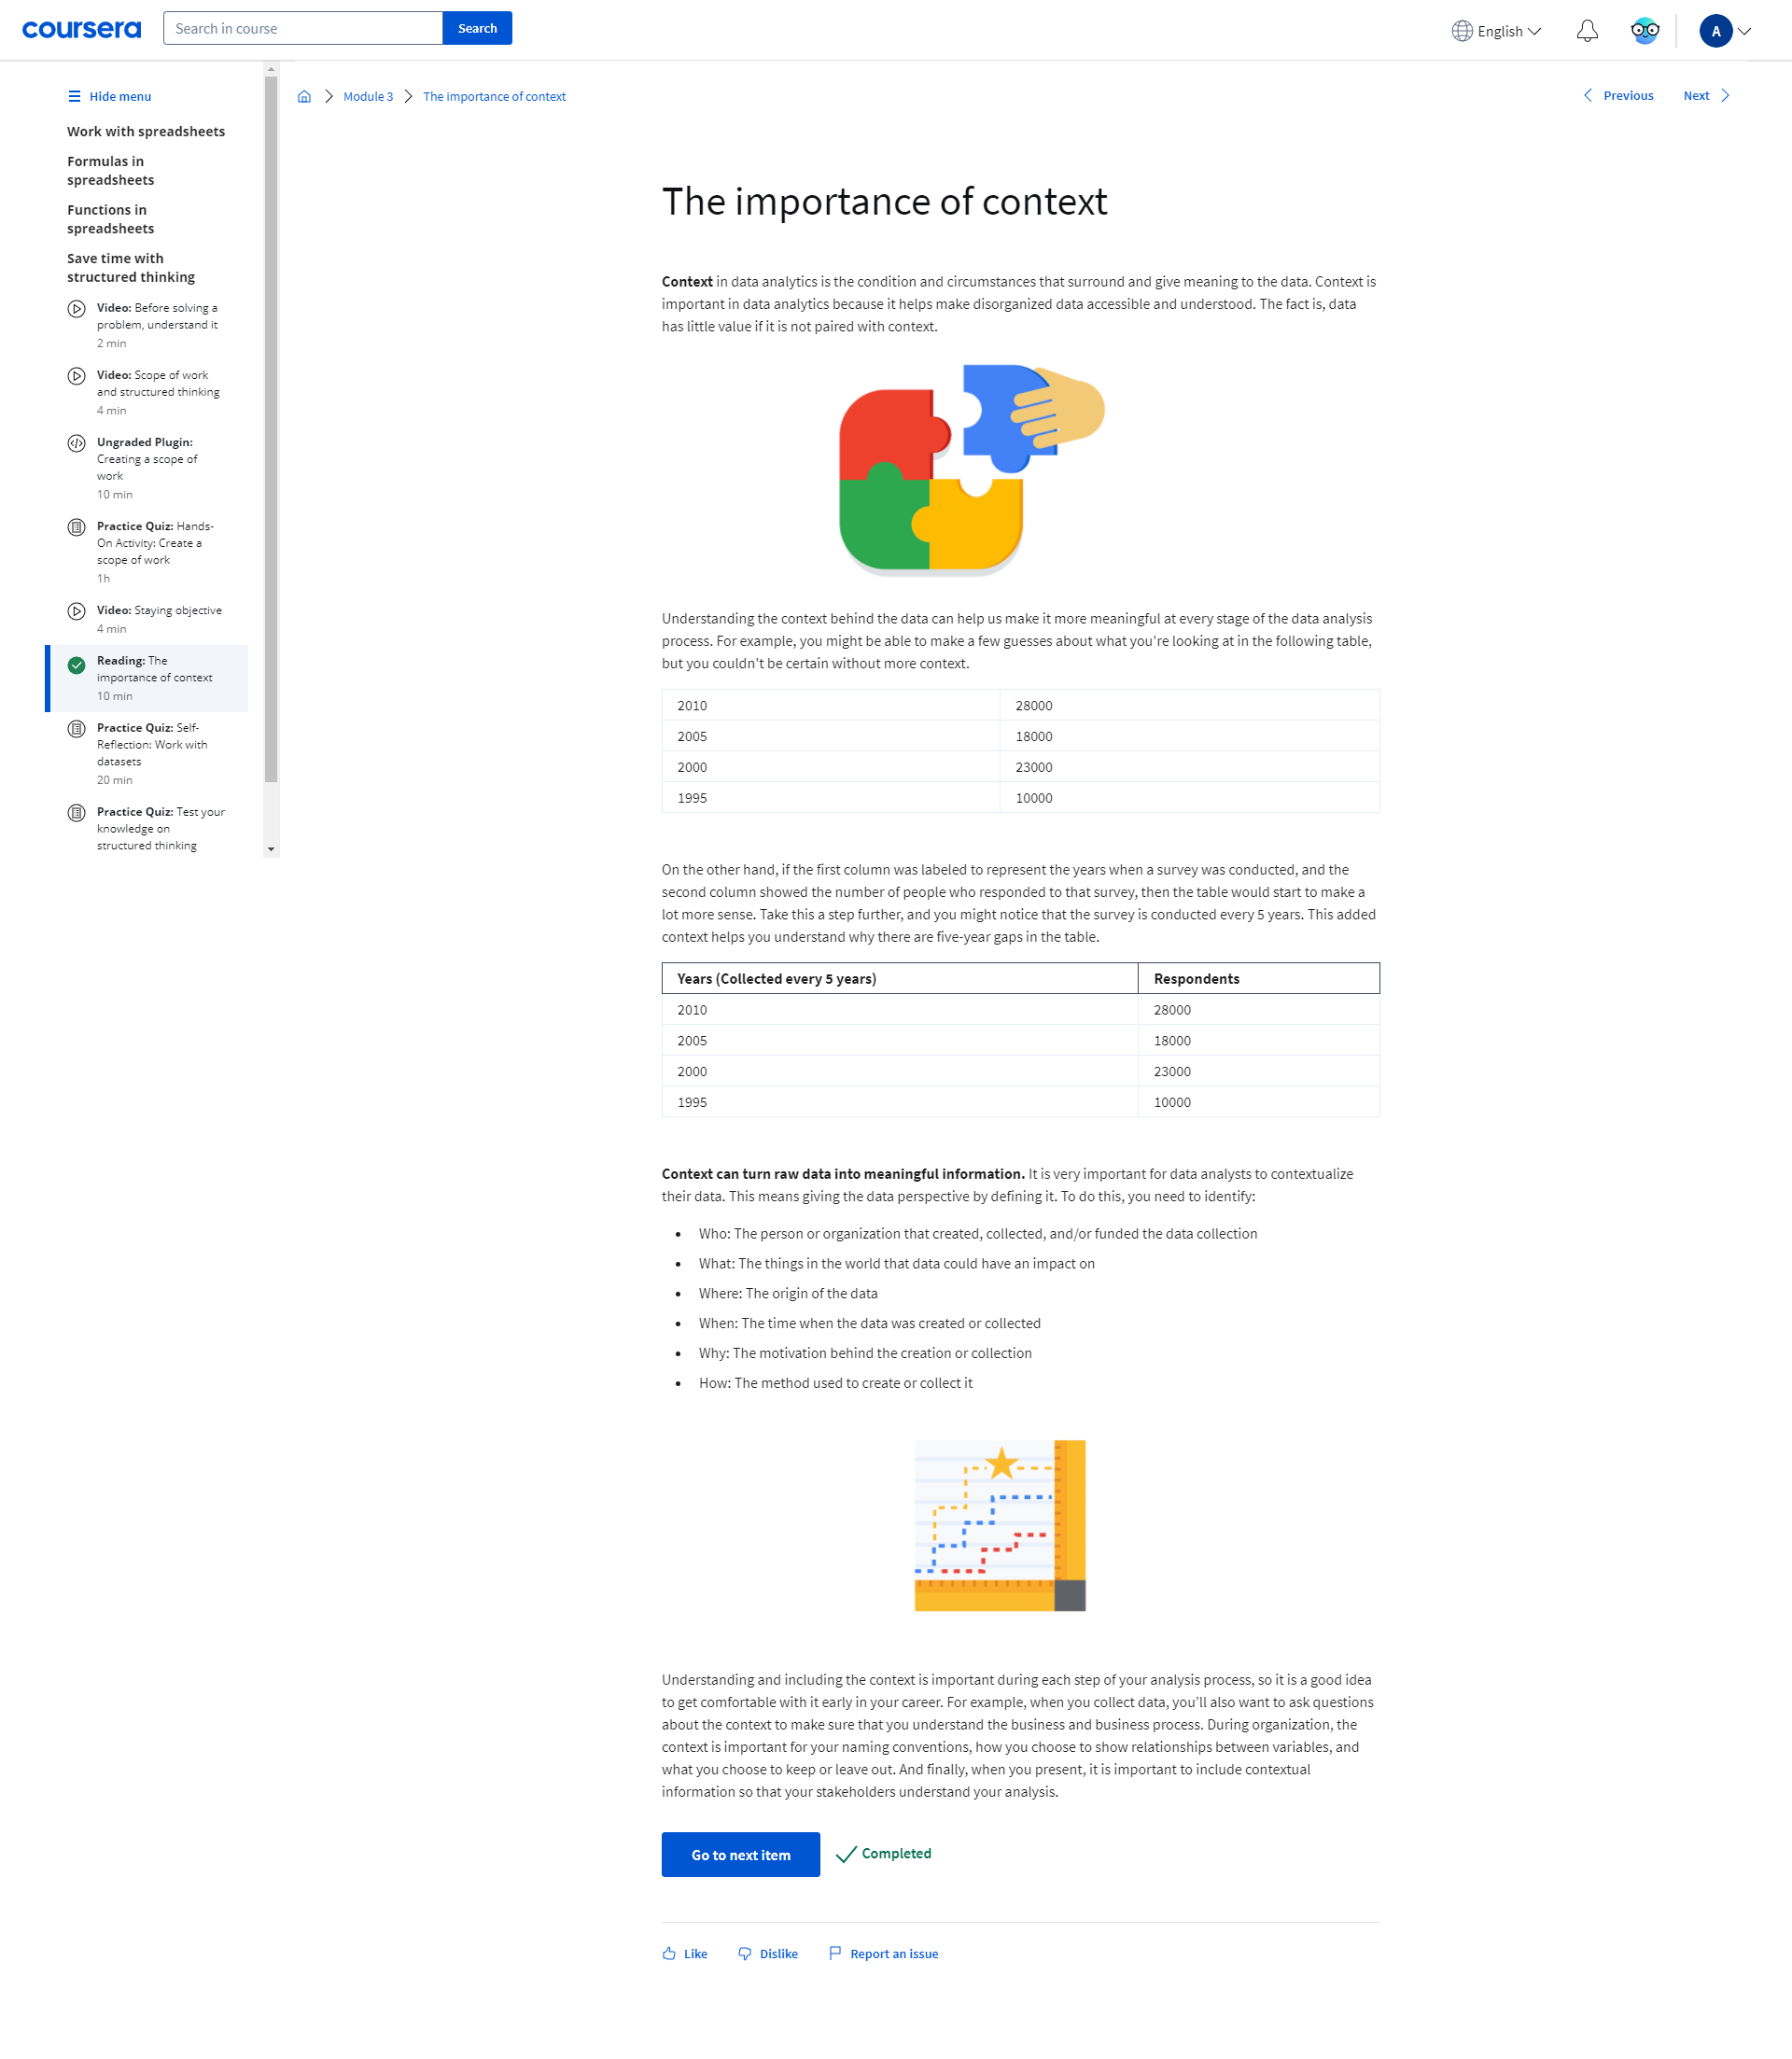 coursera
Search in course
Search
English
A
Hide menu
Work with spreadsheets
Formulas in
spreadsheets
Functions in
spreadsheets
Save time with
structured thinking
Video: Before solving a
problem, understand it
2 min
Video: Scope of work
and structured thinking
4 min
Ungraded Plugin:
Creating a scope of
work
10 min
Practice Quiz: Hands-
On Activity: Create a
scope of work
1h
Video: Staying objective
4 min
Reading: The
importance of context
10 min
Practice Quiz: Self-
Reflection: Work with
datasets
20 min
Practice Quiz: Test your
knowledge on
structured thinking
Module 3
The importance of context
Previous
Next
The importance of context
Context in data analytics is the condition and circumstances that surround and give meaning to the data. Context is
important in data analytics because it helps make disorganized data accessible and understood. The fact is, data
has little value if it is not paired with context.
Understanding the context behind the data can help us make it more meaningful at every stage of the data analysis
process. For example, you might be able to make a few guesses about what you're looking at in the following table,
but you couldn't be certain without more context.
2010 28000
2005 18000
2000 23000
1995 10000
On the other hand, if the first column was labeled to represent the years when a survey was conducted, and the
second column showed the number of people who responded to that survey, then the table would start to make a
lot more sense. Take this a step further, and you might notice that the survey is conducted every 5 years. This added
context helps you understand why there are five-year gaps in the table.
Years (Collected every 5 years) Respondents
2010 28000
2005 18000
2000 23000
1995 10000
Context can turn raw data into meaningful information. It is very important for data analysts to contextualize
their data. This means giving the data perspective by defining it. To do this, you need to identify:
• Who: The person or organization that created, collected, and/or funded the data collection
• What: The things in the world that data could have an impact on
• Where: The origin of the data
• When: The time when the data was created or collected
• Why: The motivation behind the creation or collection
• How: The method used to create or collect it
Understanding and including the context is important during each step of your analysis process, so it is a good idea
to get comfortable with it early in your career. For example, when you collect data, you’ll also want to ask questions
about the context to make sure that you understand the business and business process. During organization, the
context is important for your naming conventions, how you choose to show relationships between variables, and
what you choose to keep or leave out. And finally, when you present, it is important to include contextual
information so that your stakeholders understand your analysis.
Go to next item
Completed
Like
Dislike
Report an issue